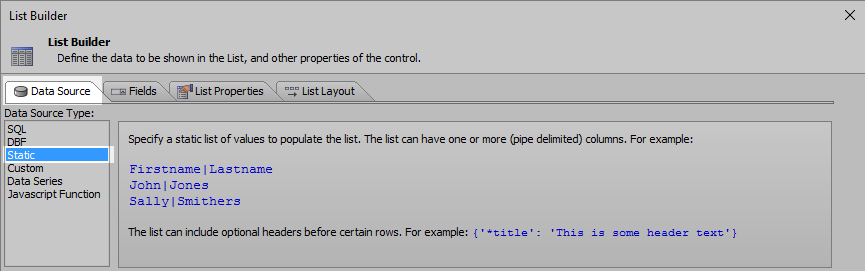 List Builder
List Builder
Define the data to be shown in the List, and other properties of the control.
Data Source Fields List Properties List Layout
Data Source Type:
SQL
DBF
Static
Custom
Data Series
Javascript Function
Specify a static list of values to populate the list. The list can have one or more (pipe delimited) columns. For example:
Firstname|Lastname
John|Jones
Sally|Smithers
The list can include optional headers before certain rows. For example: {'*title': 'This is some header text'}